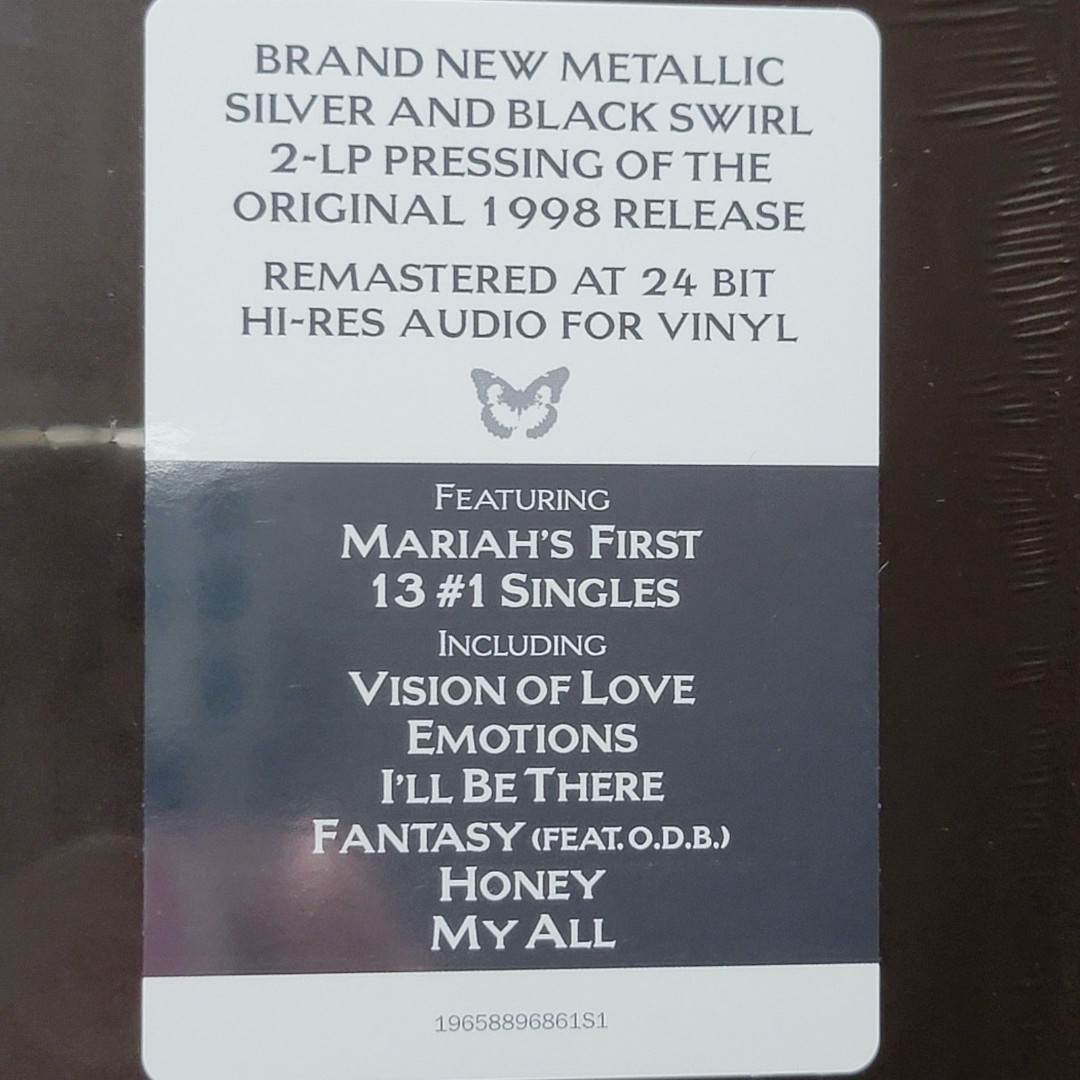 BRAND NEW METALLIC
SILVER AND BLACK SWIRL
2-LP PRESSING OF THE
ORIGINAL 1998 RELEASE
REMASTERED AT 24 BIT
HI-RES AUDIO FOR VINYL
FEATURING
MARIAH'S FIRST
13 #1 SINGLES
INCLUDING
VISION OF LOVE
EMOTIONS
I'LL BE THERE
FANTASY (FEAT. O.D.B.)
HONEY
MY ALL
19658896861S1